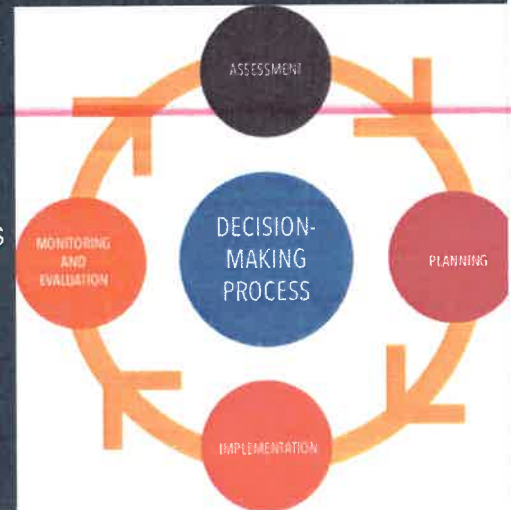 ASSESSMENT
S
MONITORING
AND
EVALUATION
DECISION-
MAKING
PROCESS
PLANNING
IMPLEMENTATION